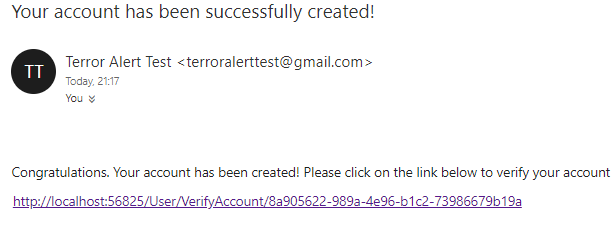 Your account has been successfully created!
TT
Terror Alert Test <terroralerttest@gmail.com>
Today, 21:17
You
Congratulations. Your account has been created! Please click on the link below to verify your account
http://localhost:56825/User/VerifyAccount/8a905622-989a-4e96-b1c2-73986679b19a